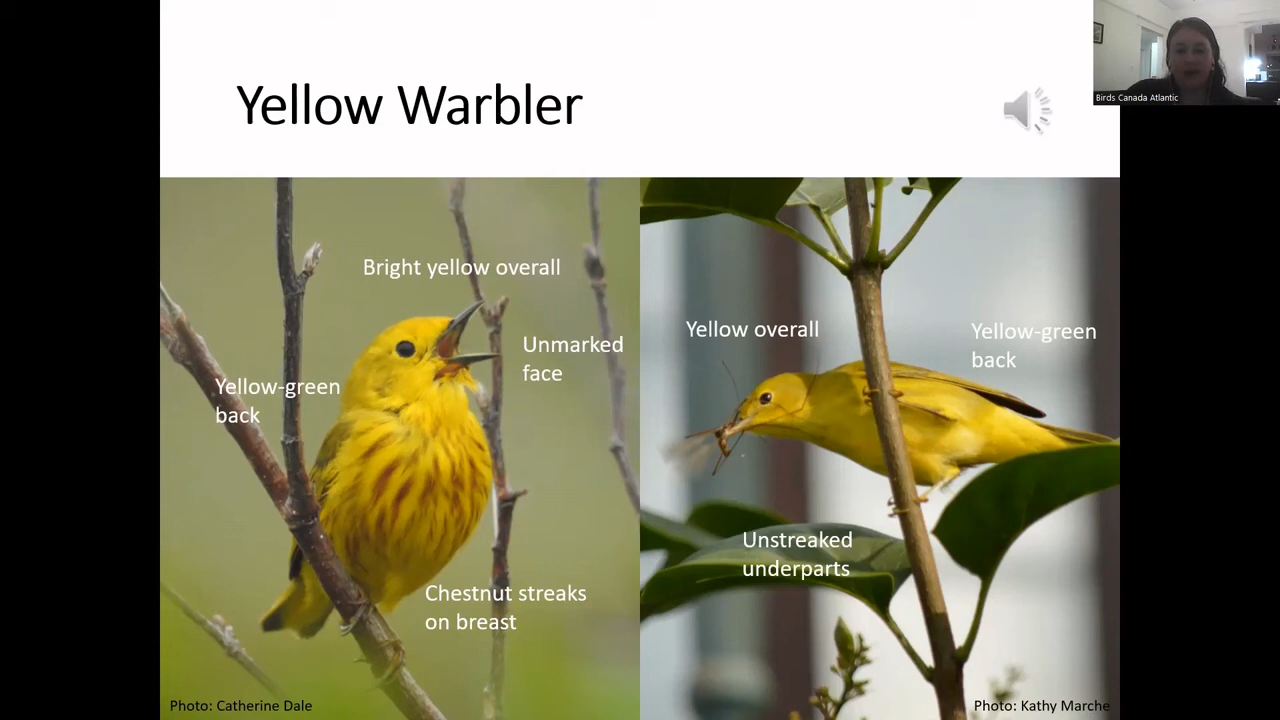 Yellow Warbler
Birds Canada Atlantic
Bright yellow overall
Unmarked
face
Yellow-green
back
Chestnut streaks
on breast
Photo: Catherine Dale
Yellow overall
Yellow-green
back
Unstreaked
underparts
Photo: Kathy Marche